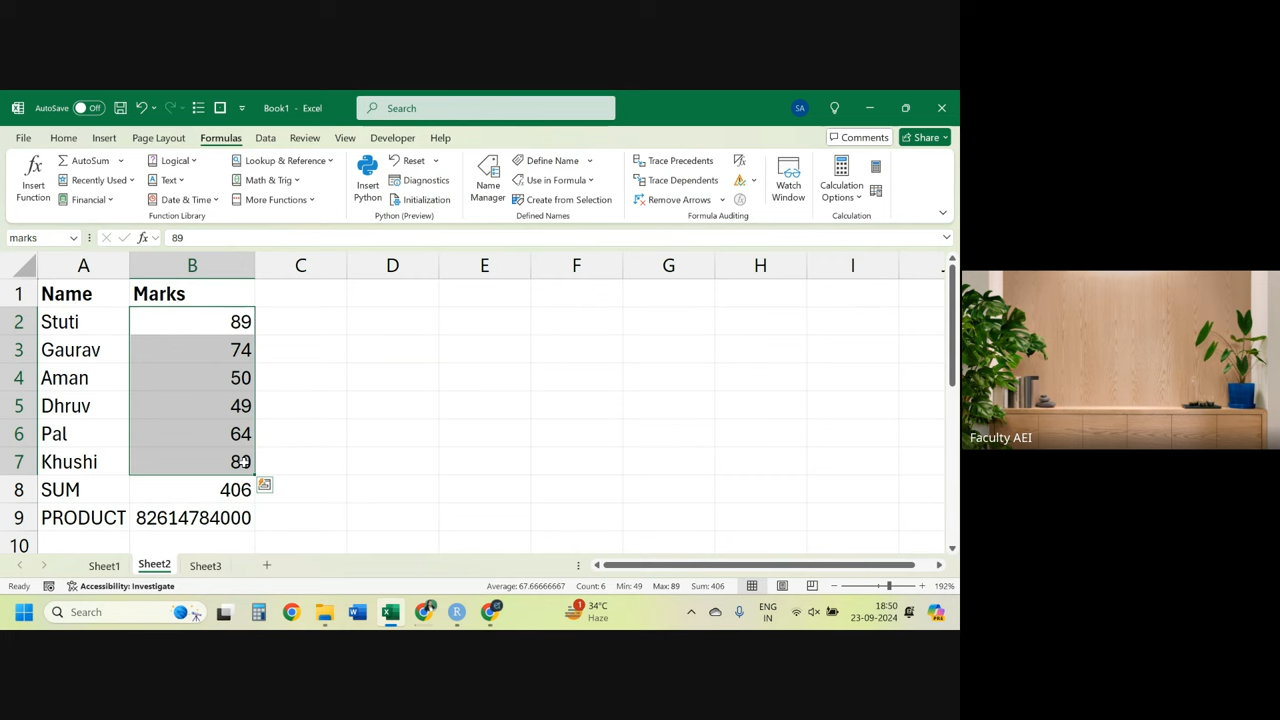 AutoSave Off Book1 - Excel Search SA
File Home Insert Page Layout Formulas Data Review View Developer Help Comments Share
Insert Function
AutoSum
Recently Used
Financial
Logical
Text
Date & Time
Lookup & Reference
Math & Trig
More Functions
Function Library
Insert Python
Reset
Diagnostics
Initialization
Python (Preview)
Name Manager
Define Name
Use in Formula
Create from Selection
Defined Names
Trace Precedents
Trace Dependents
Remove Arrows
Formula Auditing
Watch Window
Calculation Options
Calculation
marks fx 89
A B C D E F G H I
1 Name Marks
2 Stuti 89
3 Gaurav 74
4 Aman 50
5 Dhruv 49
6 Pal 64
7 Khushi 80
8 SUM 406
9 PRODUCT 82614784000
10
Sheet1 Sheet2 Sheet3
Ready Accessibility: Investigate Average: 67.66666667 Count: 6 Min: 49 Max: 89 Sum: 406 192%
Search 34°C Haze ENG IN 18:50 23-09-2024
Faculty AEI